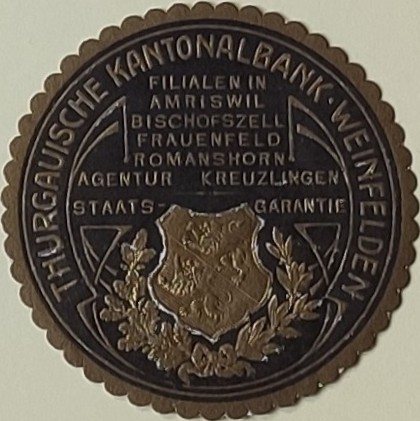 THURGAUISCHE KANTONALBANK · WEINFELDEN
FILIALEN IN
AMRISWIL
BISCHOFSZELL
FRAUENFELD
ROMANSHORN
AGENTUR KREUZLINGEN
STAATS-GARANTIE